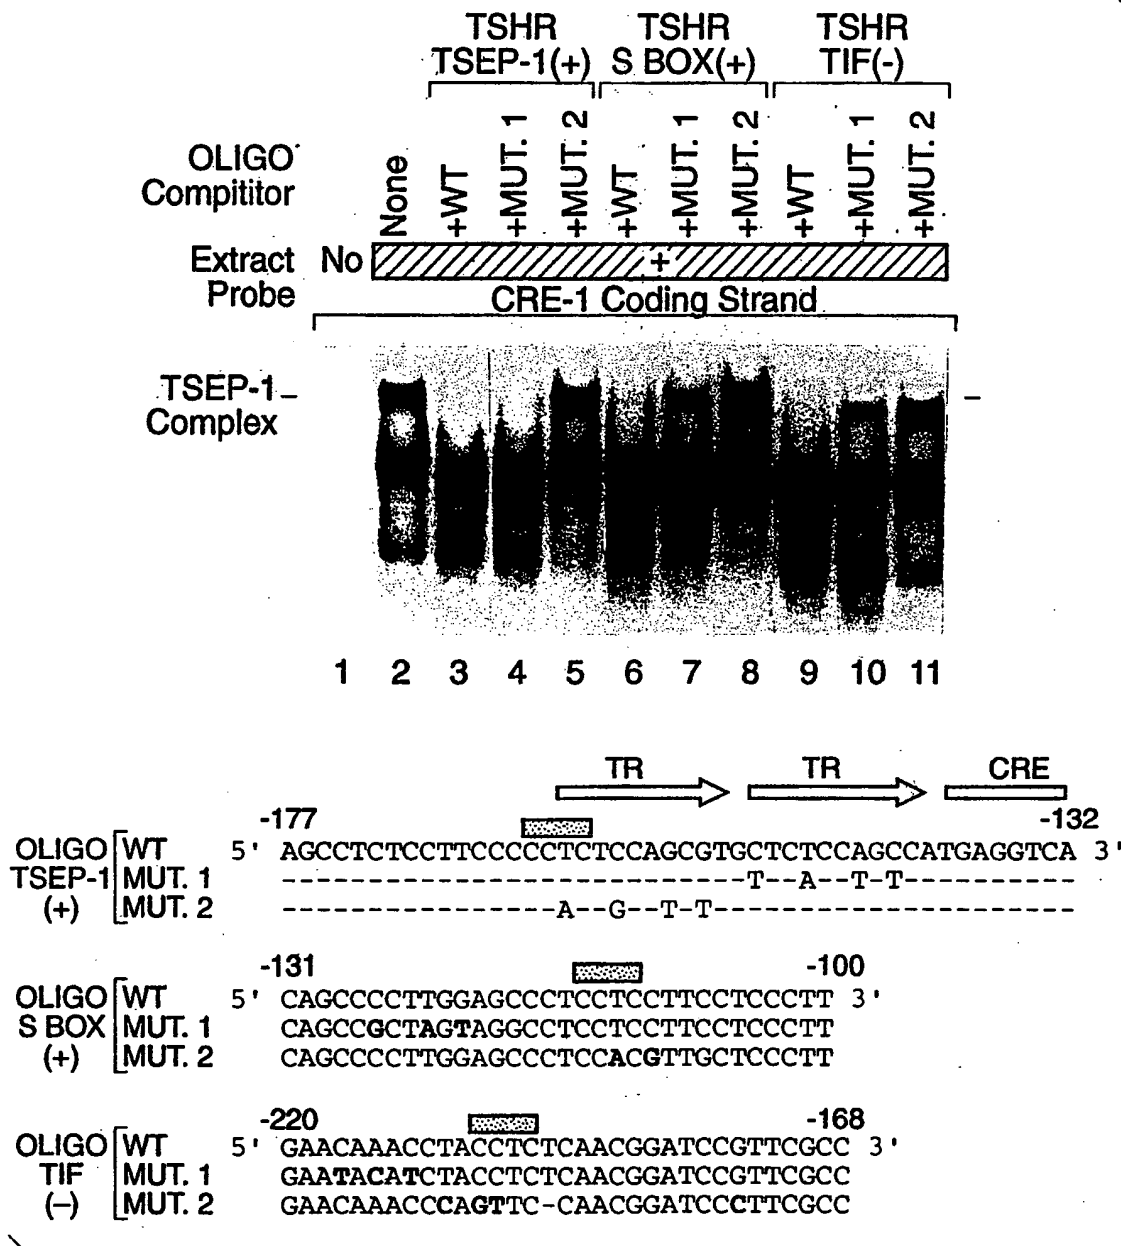 TSHR TSHR TSHR
TSEP-1(+) S BOX(+) TIF(-)
OLIGO Compititor None +WT +MUT. 1 +MUT. 2 +WT +MUT. 1 +MUT. 2 +WT +MUT. 1 +MUT. 2
Extract No +
Probe CRE-1 Coding Strand
TSEP-1 –
Complex
1 2 3 4 5 6 7 8 9 10 11
TR TR CRE
-177 -132
OLIGO WT 5' AGCCTCTCCTTCCCCCCTCTCCAGCGTGCTCTCCAGCCATGAGGTCA 3'
TSEP-1 MUT. 1 ---------------------------T--A--T-T----------
(+) MUT. 2 ----------------A--G--T-T---------------------
-131 -100
OLIGO WT 5' CAGCCCCTTGGAGCCCTCCTCCTTCCTCCCTT 3'
S BOX MUT. 1 CAGCCGCTAGTAGGCCTCCTCCTTCCTCCCTT
(+) MUT. 2 CAGCCCCTTGGAGCCCTCCACGTTGCTCCCTT
-220 -168
OLIGO WT 5' GAACAAACCTACCTCTCAACGGATCCGTTCGCC 3'
TIF MUT. 1 GAATACATCTACCTCTCAACGGATCCGTTCGCC
(-) MUT. 2 GAACAAACCCAGTTC-CAACGGATCCCTTCGCC